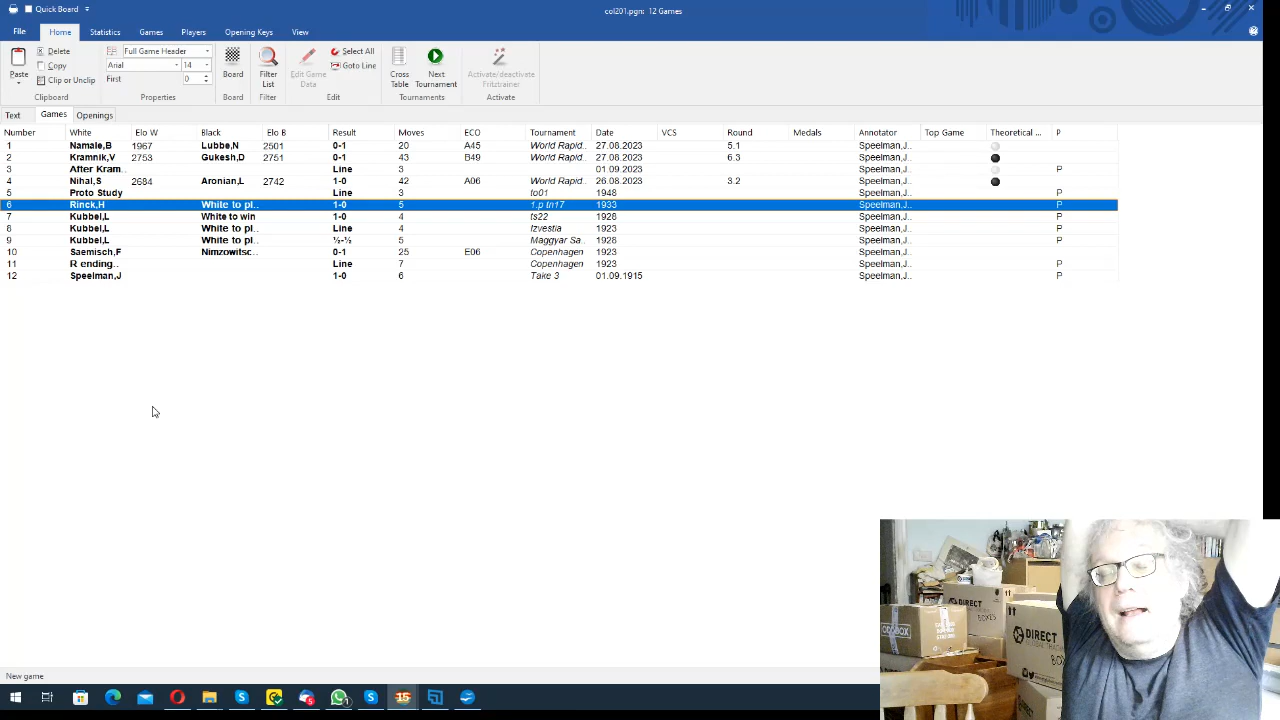 Quick Board
col201.pgn: 12 Games
File Home Statistics Games Players Opening Keys View
Paste
Delete
Copy
Clip or Unclip
Clipboard
Full Game Header
Arial 14
First 0
Properties
Board
Board
Filter List
Filter
Edit Game Data
Select All
Goto Line
Edit
Cross Table
Next Tournament
Tournaments
Activate/deactivate Fritztrainer
Activate
Text Games Openings
Number White Elo W Black Elo B Result Moves ECO Tournament Date VCS Round Medals Annotator Top Game Theoretical ... P
1 Namale,B 1967 Lubbe,N 2501 0-1 20 A45 World Rapid.. 27.08.2023 5.1 Speelman,J..
2 Kramnik,V 2753 Gukesh,D 2751 0-1 43 B49 World Rapid.. 27.08.2023 6.3 Speelman,J..
3 After Kram.. Line 3 01.09.2023 Speelman,J.. P
4 Nihal,S 2684 Aronian,L 2742 1-0 42 A06 World Rapid.. 26.08.2023 3.2 Speelman,J..
5 Proto Study Line 3 to01 1948 Speelman,J.. P
6 Rinck,H White to pl.. 1-0 5 1.p tn17 1933 Speelman,J.. P
7 Kubbel,L White to win 1-0 4 ts22 1928 Speelman,J.. P
8 Kubbel,L White to pl.. Line 4 Izvestia 1923 Speelman,J.. P
9 Kubbel,L White to pl.. ½-½ 5 Maggyar Sa.. 1928 Speelman,J.. P
10 Saemisch,F Nimzowitsc.. 0-1 25 E06 Copenhagen 1923 Speelman,J..
11 R ending.. Line 7 Copenhagen 1923 Speelman,J.. P
12 Speelman,J 1-0 6 Take 3 01.09.1915 Speelman,J.. P
DIRECT
BOXES
DIRECT
New game